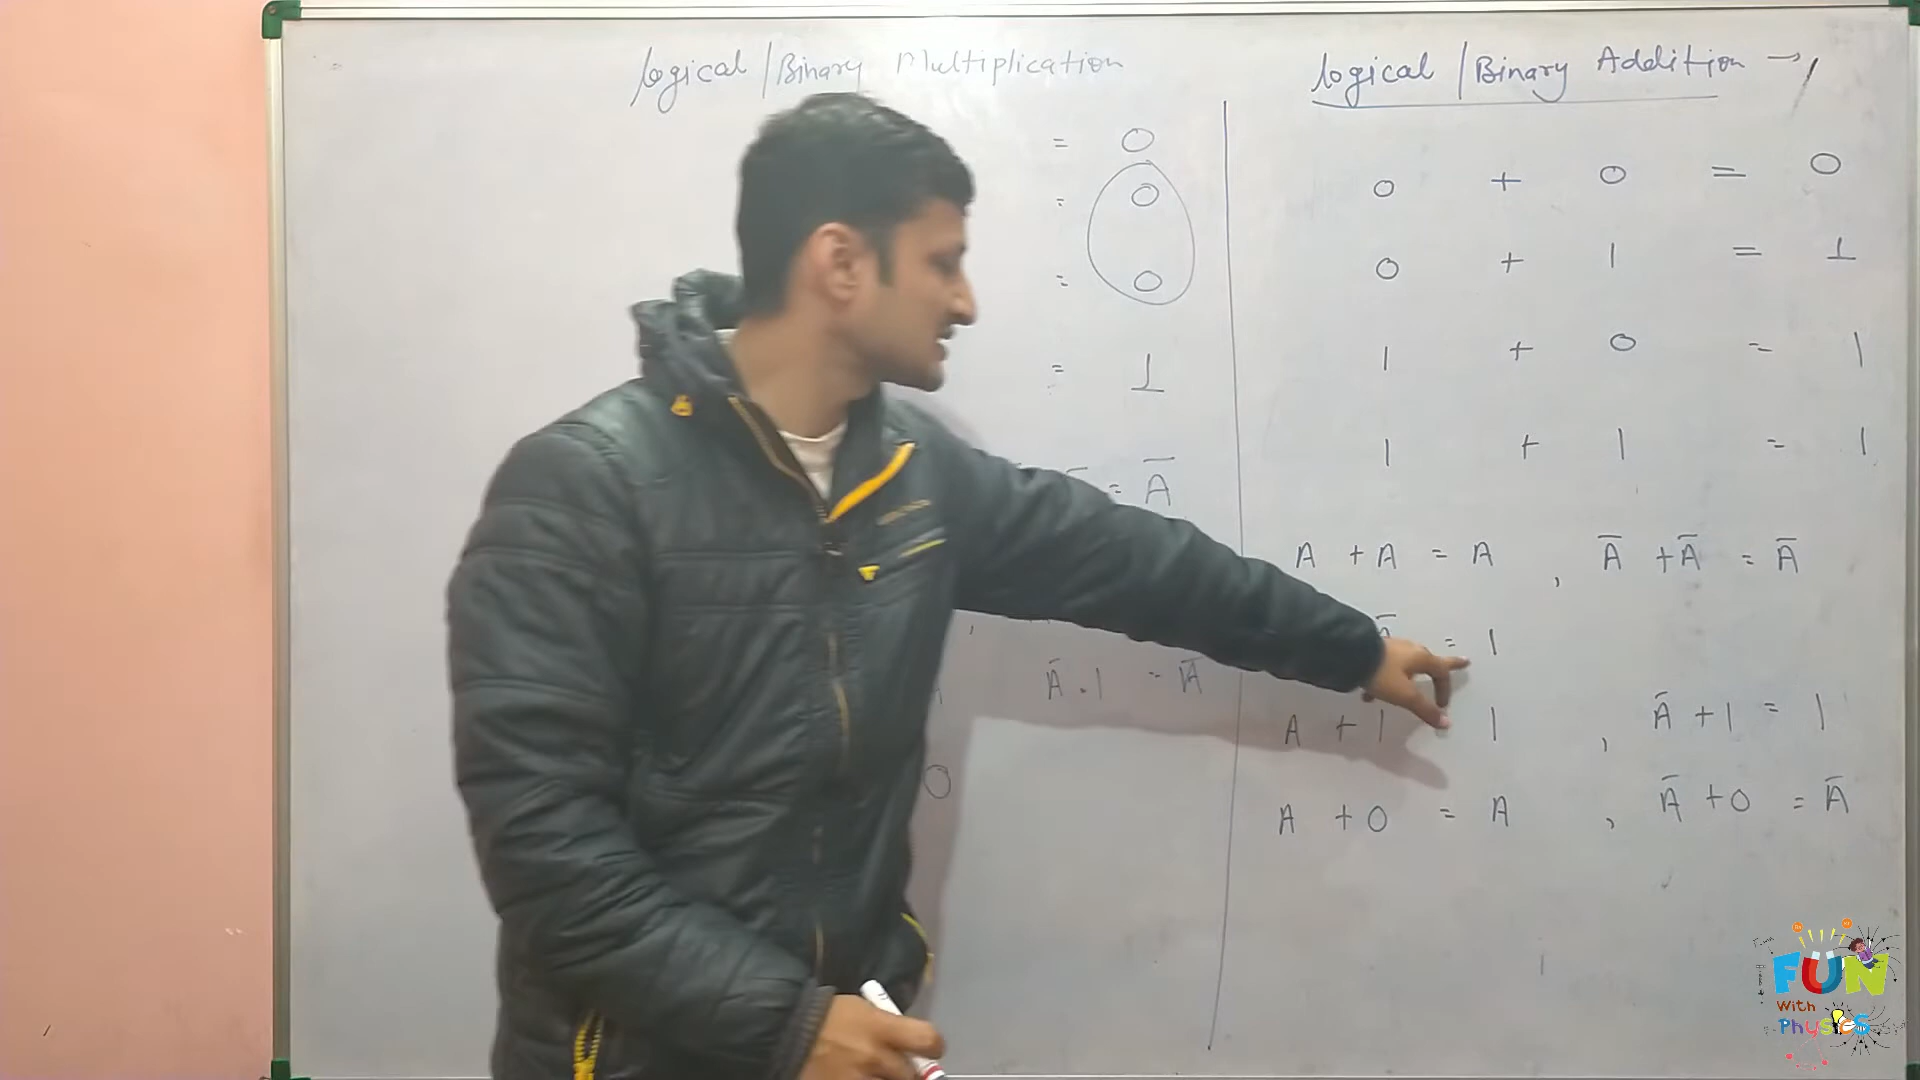 logical / Binary Multiplication
= 0
= 0
= 0
= 1
= Ā
Ā . 1 = Ā
0
logical / Binary Addition →
0 + 0 = 0
0 + 1 = 1
1 + 0 = 1
1 + 1 = 1
A + A = A , Ā + Ā = Ā
Ā = 1
A + 1 1 , Ā + 1 = 1
A + 0 = A , Ā + 0 = Ā
FUN
With
Physics